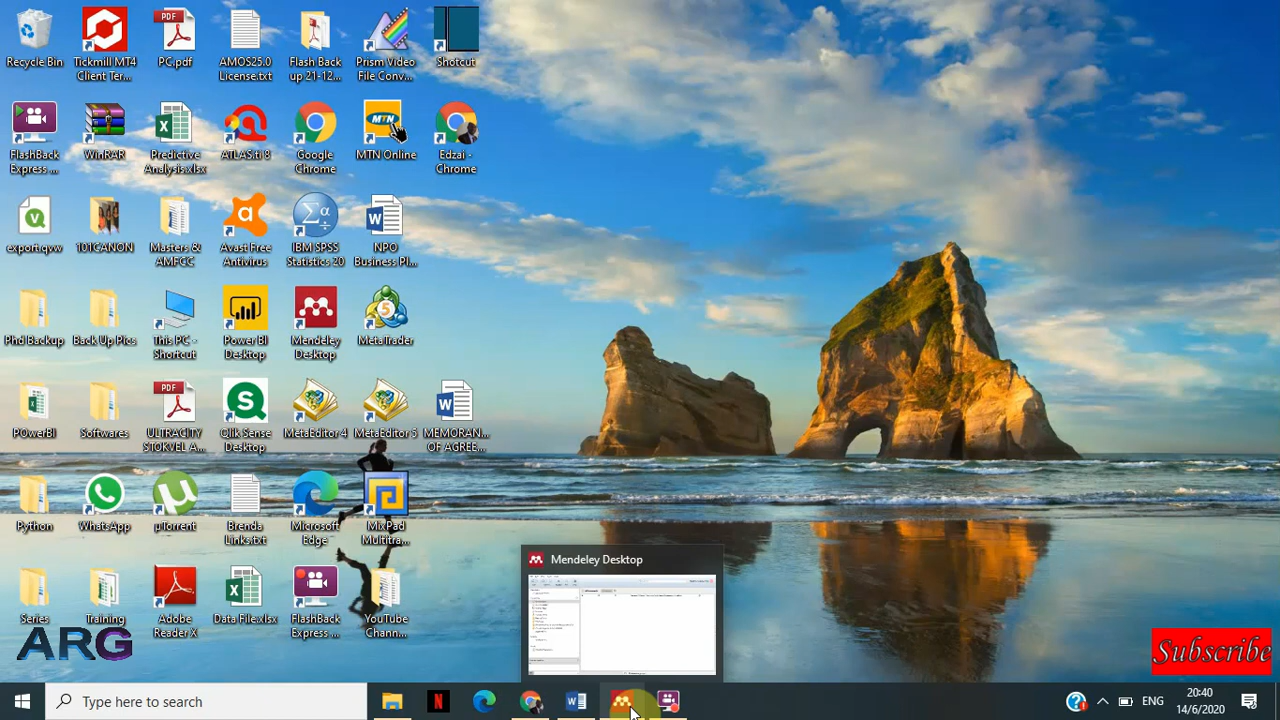 Recycle Bin
Tickmill MT4
Client Ter...
PDF
PC.pdf
AMOS25.0
License.txt
Flash Back
up 21-12...
Prism Video
File Conv...
Shotcut
FlashBack
Express ...
WinRAR
Predictive
Analysis.xlsx
ATLAS.ti 8
Google
Chrome
MTN
MTN Online
Edzai -
Chrome
export.qvw
101CANON
Masters &
AMFCC
Avast Free
Antivirus
IBM SPSS
Statistics 20
NPO
Business Pl...
Phd Backup
Back Up Pics
This PC -
Shortcut
Power BI
Desktop
Mendeley
Desktop
5
MetaTrader
POwerBI
Softwares
PDF
ULTRACITY
STOKVEL A...
Qlik Sense
Desktop
MetaEditor 4
MetaEditor 5
MEMORAN...
OF AGREE...
Python
WhatsApp
µTorrent
Brenda
Links.txt
Microsoft
Edge
MixPad
Multitra...
Mendeley Desktop
Series
Adobe
Reader X
Data File...
FlashBack
Express ...
YouTube
Chann...
Subscribe
Type here to search
ENG
20:40
14/6/2020